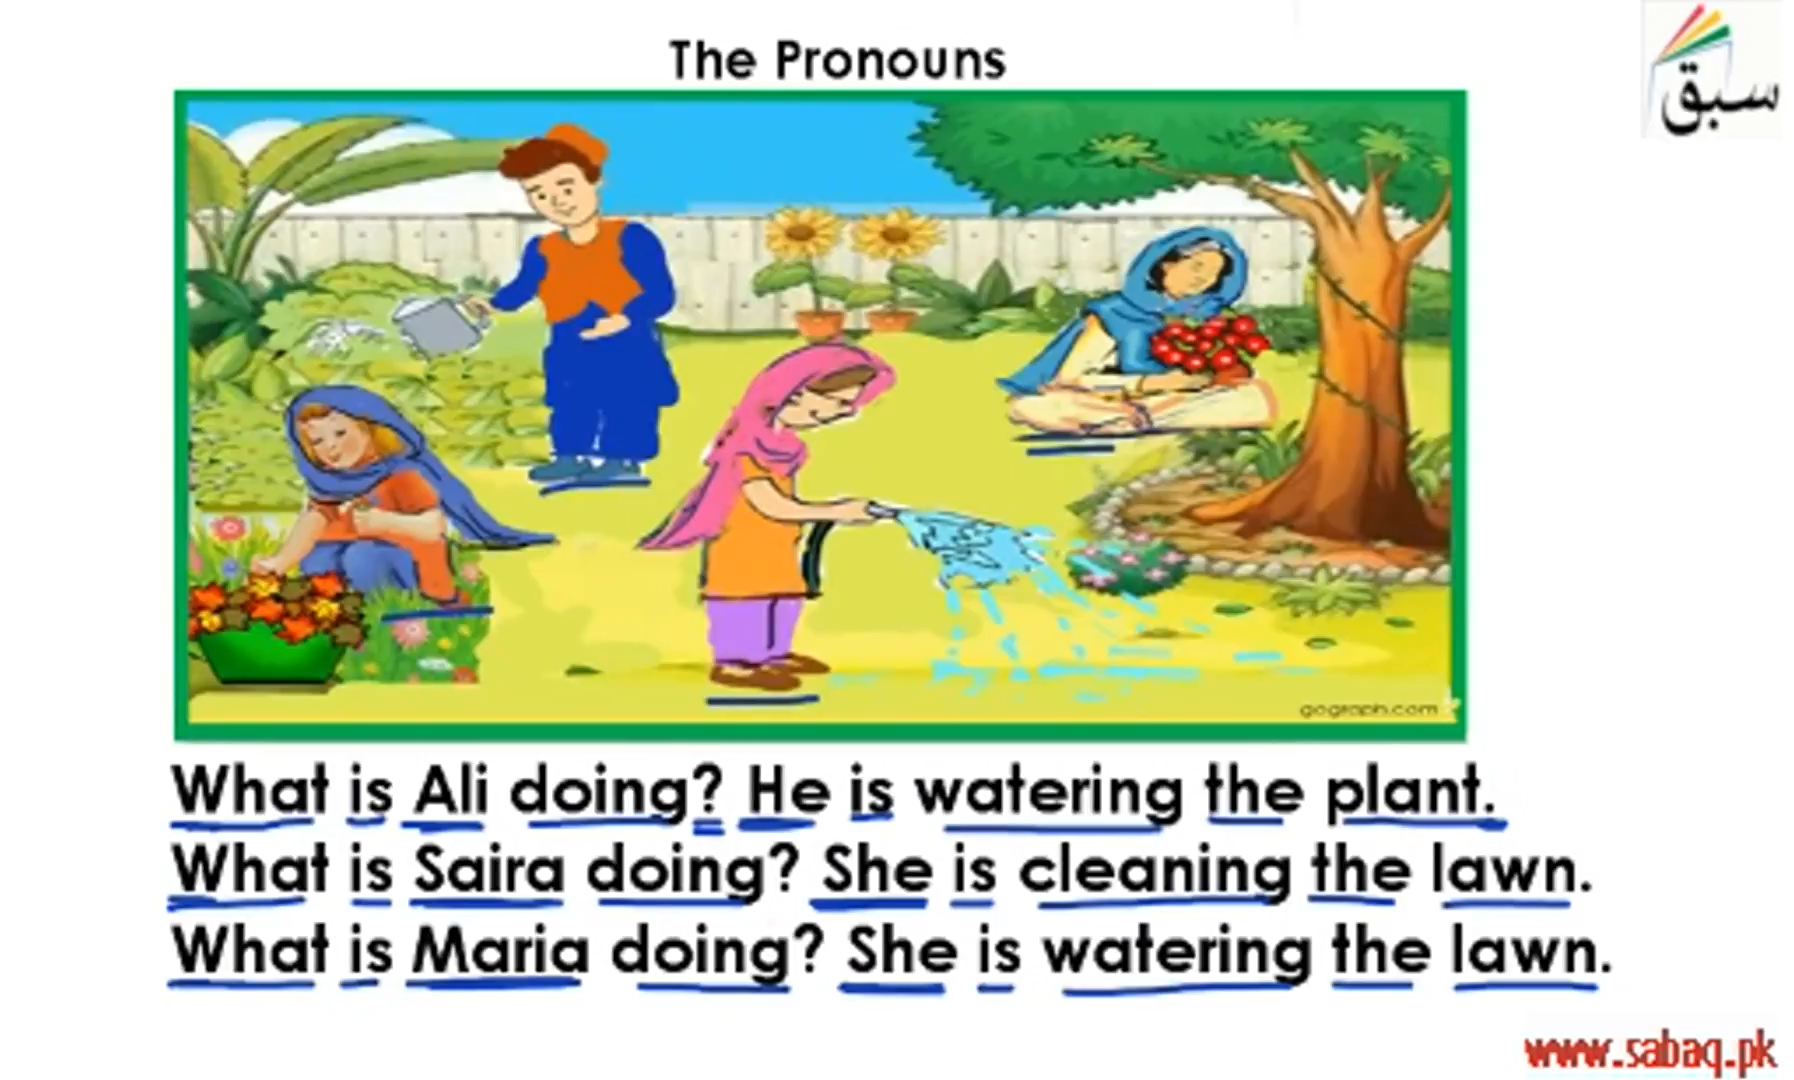 The Pronouns
سبق
gograph.com
What is Ali doing? He is watering the plant.
What is Saira doing? She is cleaning the lawn.
What is Maria doing? She is watering the lawn.
www.sabaq.pk